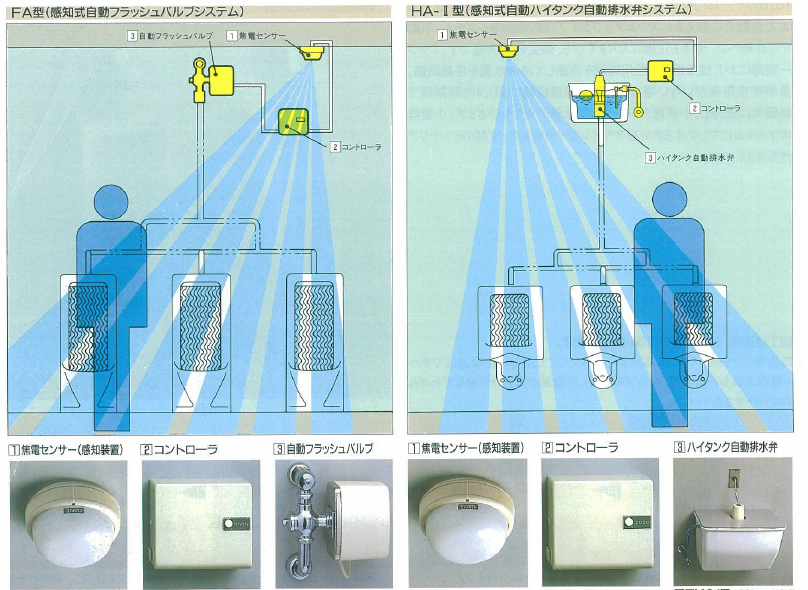 FA型(感知式自動フラッシュバルブシステム)
3 自動フラッシュバルブ
1 焦電センサー
2 コントローラ
HA-Ⅱ型(感知式自動ハイタンク自動排水弁システム)
1 焦電センサー
2 コントローラ
3 ハイタンク自動排水弁
1 焦電センサー(感知装置)
2 コントローラ
3 自動フラッシュバルブ
1 焦電センサー(感知装置)
2 コントローラ
3 ハイタンク自動排水弁